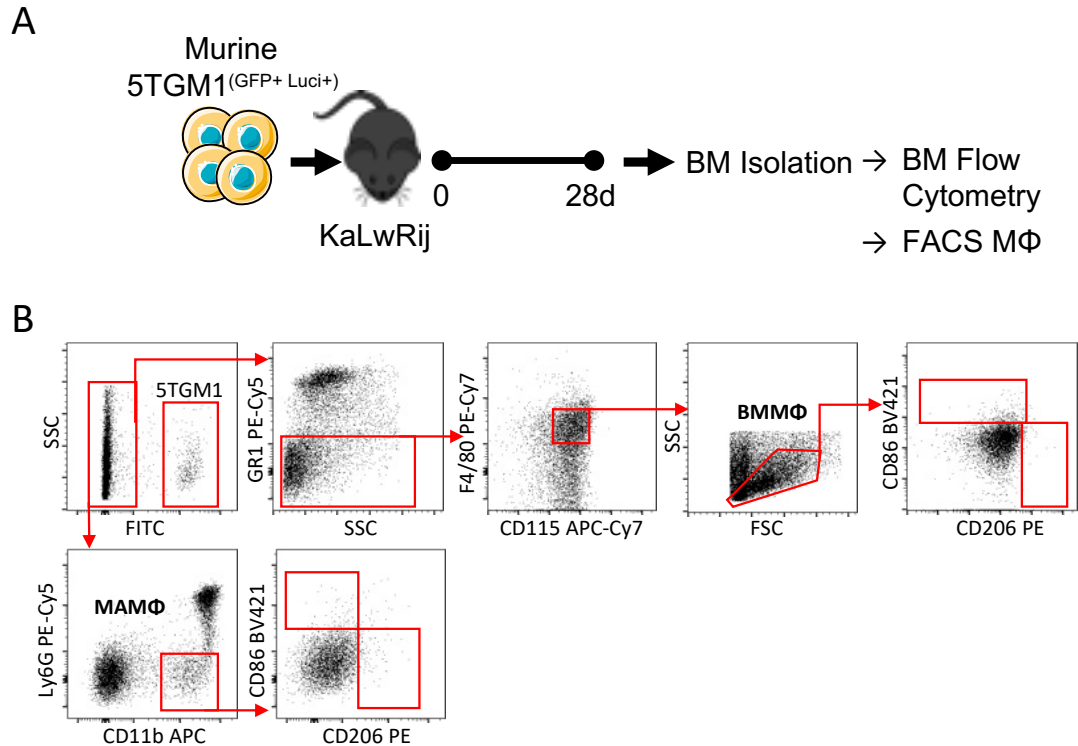 A
Murine
5TGM1(GFP+ Luci+)
KaLwRij
0
28d
BM Isolation
→ BM Flow
Cytometry
→ FACS MΦ
B
SSC
5TGM1
FITC
GR1 PE-Cy5
SSC
F4/80 PE-Cy7
CD115 APC-Cy7
SSC
BMMΦ
FSC
CD86 BV421
CD206 PE
Ly6G PE-Cy5
MAMΦ
CD11b APC
CD86 BV421
CD206 PE